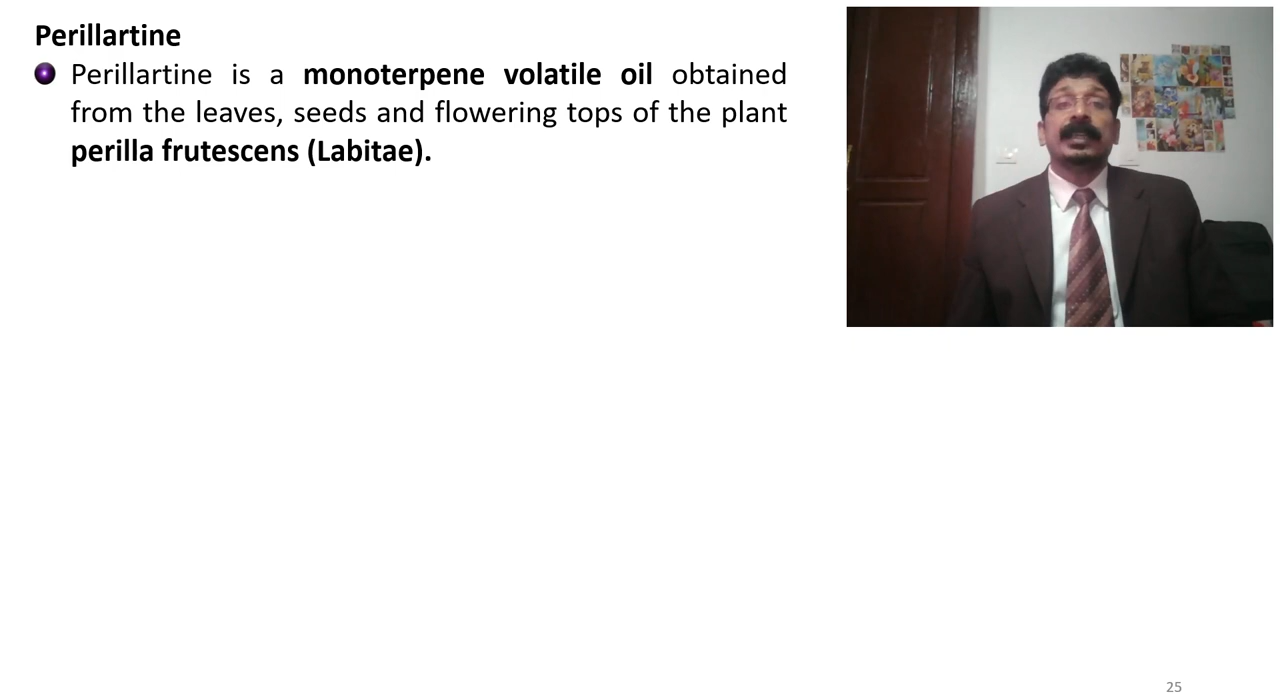 Perillartine
Perillartine is a monoterpene volatile oil obtained
from the leaves, seeds and flowering tops of the plant
perilla frutescens (Labitae).
25